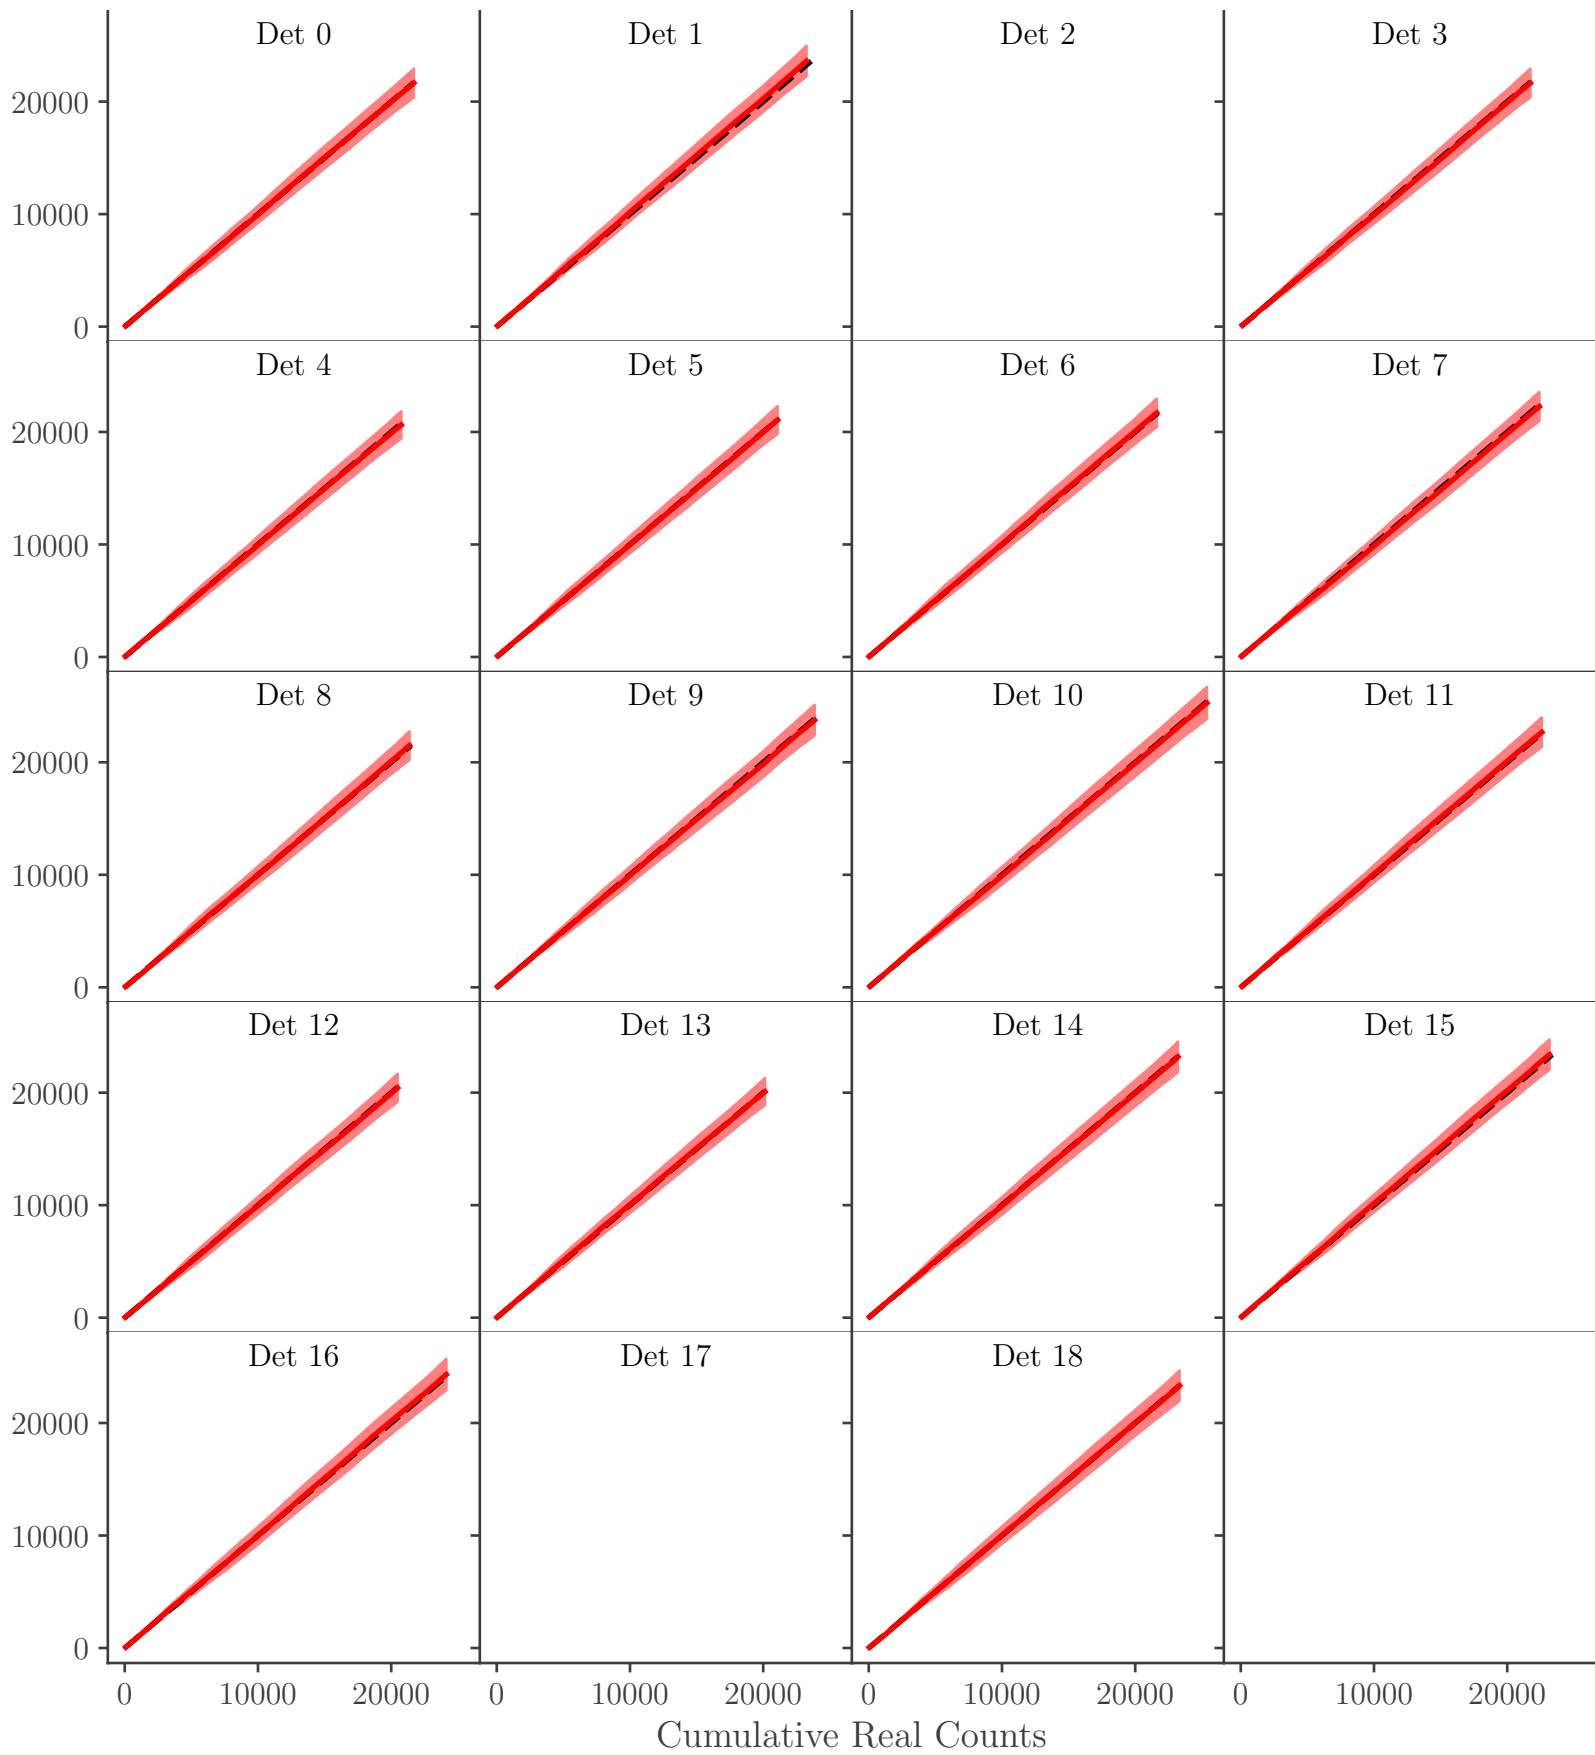 Det 0 Det 1 Det 2 Det 3
20000
10000
0
Det 4 Det 5 Det 6 Det 7
20000
10000
0
Det 8 Det 9 Det 10 Det 11
20000
10000
0
Det 12 Det 13 Det 14 Det 15
20000
10000
0
Det 16 Det 17 Det 18
20000
10000
0
0 10000 20000 0 10000 20000 0 10000 20000 0 10000 20000
Cumulative Real Counts